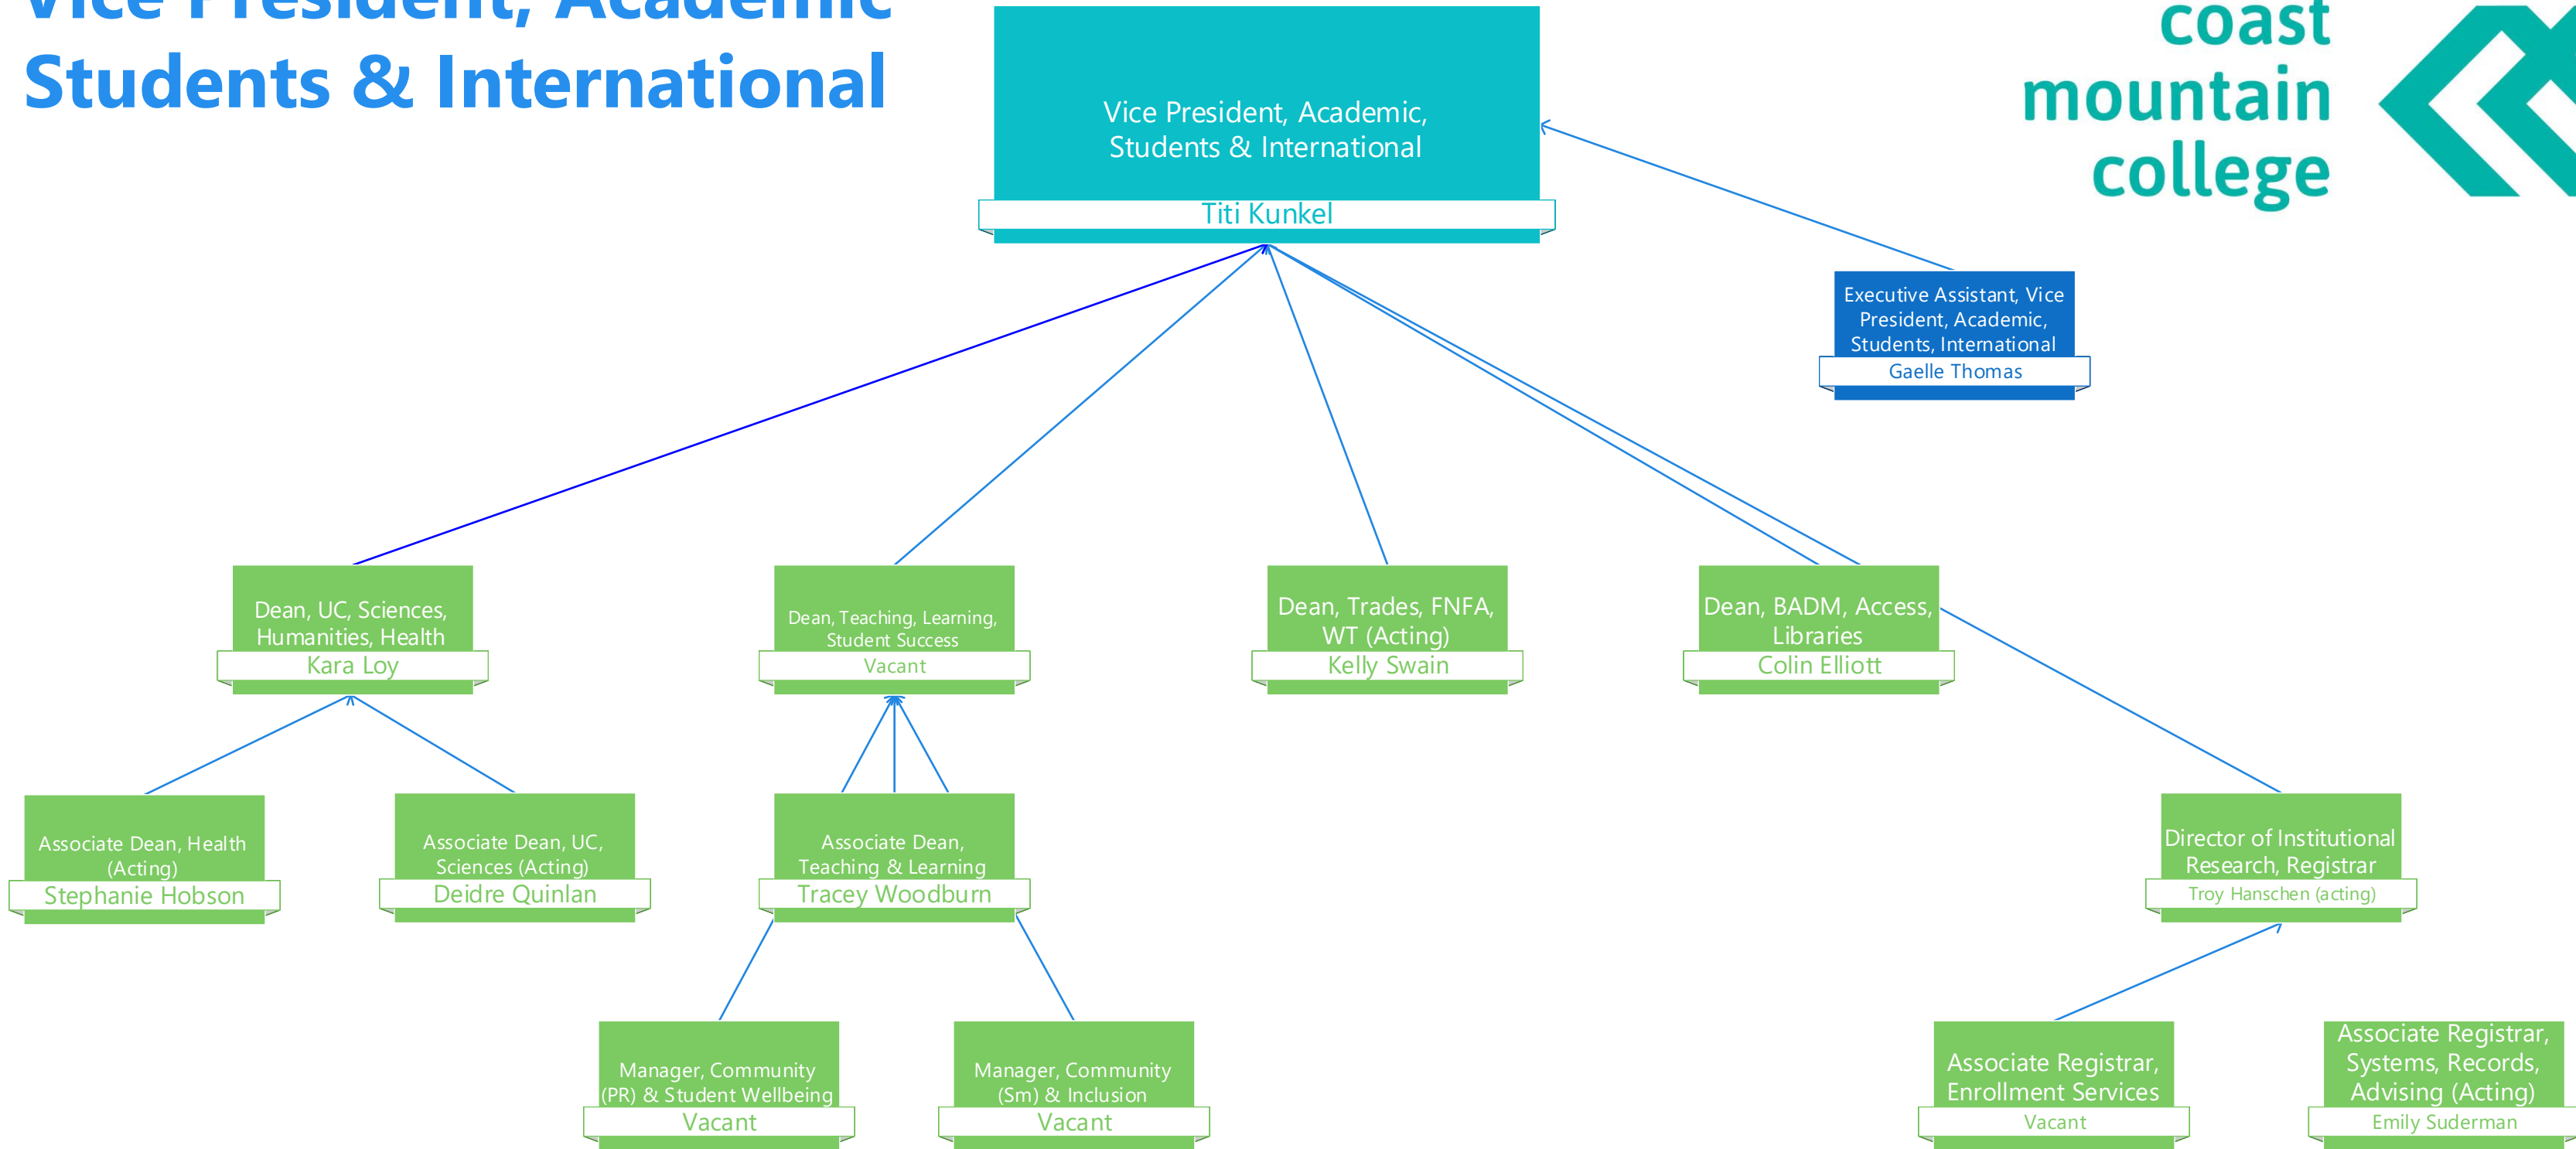 Vice President, Academic
Students & International
coast
mountain
college
Vice President, Academic,
Students & International
Titi Kunkel
Executive Assistant, Vice
President, Academic,
Students, International
Gaelle Thomas
Dean, UC, Sciences,
Humanities, Health
Kara Loy
Dean, Teaching, Learning,
Student Success
Vacant
Dean, Trades, FNFA,
WT (Acting)
Kelly Swain
Dean, BADM, Access,
Libraries
Colin Elliott
Associate Dean, Health
(Acting)
Stephanie Hobson
Associate Dean, UC,
Sciences (Acting)
Deidre Quinlan
Associate Dean,
Teaching & Learning
Tracey Woodburn
Director of Institutional
Research, Registrar
Troy Hanschen (acting)
Manager, Community
(PR) & Student Wellbeing
Vacant
Manager, Community
(Sm) & Inclusion
Vacant
Associate Registrar,
Enrollment Services
Vacant
Associate Registrar,
Systems, Records,
Advising (Acting)
Emily Suderman